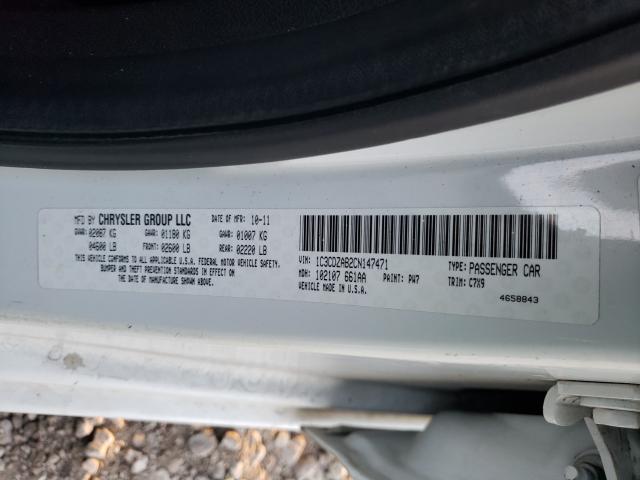 MFD BY CHRYSLER GROUP LLC DATE OF MFR 10-11
GVWR: 02087 KG GAWR: 01180 KG GAWR: 01007 KG
04600 LB FRONT: 02600 LB REAR: 02220 LB
THIS VEHICLE CONFORMS TO ALL APPLICABLE U.S.A. FEDERAL MOTOR VEHICLE SAFETY,
BUMPER AND THEFT PREVENTION STANDARDS IN EFFECT ON
THE DATE OF MANUFACTURE SHOWN ABOVE.
VIN: 1C3CDZAB2CN147471 TYPE: PASSENGER CAR
MDH: 102107 661AA PAINT: PW7 TRIM: C7X9
VEHICLE MADE IN U.S.A. 4658843